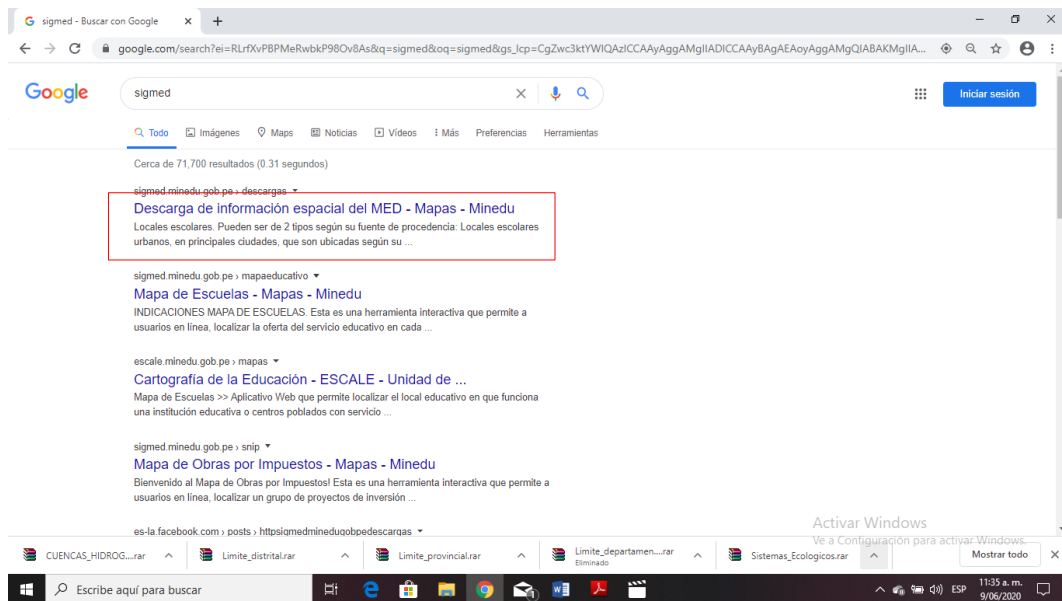 sigmed - Buscar con Google
google.com/search?ei=RLrfXvPBPMeRwbkP98Ov8As&q=sigmed&oq=sigmed&gs_lcp=CgZwc3ktYWIQAzICCAAyAggAMgIIADICCAAyBAgAEAoyAggAMgQIABAKMgIIA...
Google
sigmed
Iniciar sesión
Todo Imágenes Maps Noticias Vídeos Más Preferencias Herramientas
Cerca de 71,700 resultados (0.31 segundos)
sigmed.minedu.gob.pe › descargas
Descarga de información espacial del MED - Mapas - Minedu
Locales escolares. Pueden ser de 2 tipos según su fuente de procedencia: Locales escolares
urbanos, en principales ciudades, que son ubicadas según su ...
sigmed.minedu.gob.pe › mapaeducativo
Mapa de Escuelas - Mapas - Minedu
INDICACIONES MAPA DE ESCUELAS. Esta es una herramienta interactiva que permite a
usuarios en línea, localizar la oferta del servicio educativo en cada ...
escale.minedu.gob.pe › mapas
Cartografía de la Educación - ESCALE - Unidad de ...
Mapa de Escuelas >> Aplicativo Web que permite localizar el local educativo en que funciona
una institución educativa o centros poblados con servicio ...
sigmed.minedu.gob.pe › snip
Mapa de Obras por Impuestos - Mapas - Minedu
Bienvenido al Mapa de Obras por Impuestos! Esta es una herramienta interactiva que permite a
usuarios en línea, localizar un grupo de proyectos de inversión ...
es-la.facebook.com › posts › httpsigmedminedugobpedescargas
Activar Windows
Ve a Configuración para activar Windows.
CUENCAS_HIDROG....rar
Limite_distrital.rar
Limite_provincial.rar
Limite_departamen....rar
Eliminado
Sistemas_Ecologicos.rar
Mostrar todo
Escribe aquí para buscar
ESP
11:35 a. m.
9/06/2020